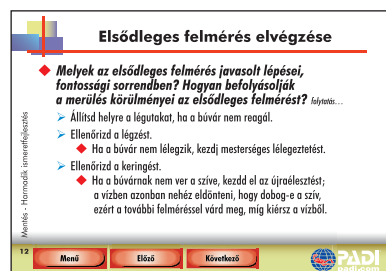 Elsődleges felmérés elvégzése
Melyek az elsődleges felmérés javasolt lépései,
fontossági sorrendben? Hogyan befolyásolják
a merülés körülményei az elsődleges felmérést? folytatás…
Állítsd helyre a légutakat, ha a búvár nem reagál.
Ellenőrizd a légzést.
Ha a búvár nem lélegzik, kezdj mesterséges lélegeztetést.
Ellenőrizd a keringést.
Ha a búvárnak nem ver a szíve, kezdd el az újraélesztést;
a vízben azonban nehéz eldönteni, hogy dobog-e a szív,
ezért a további felméréssel várd meg, míg kiérsz a vízből.
Mentés - Harmadik ismeretfejlesztés
12
Menü
Előző
Következő
PADI
padi.com